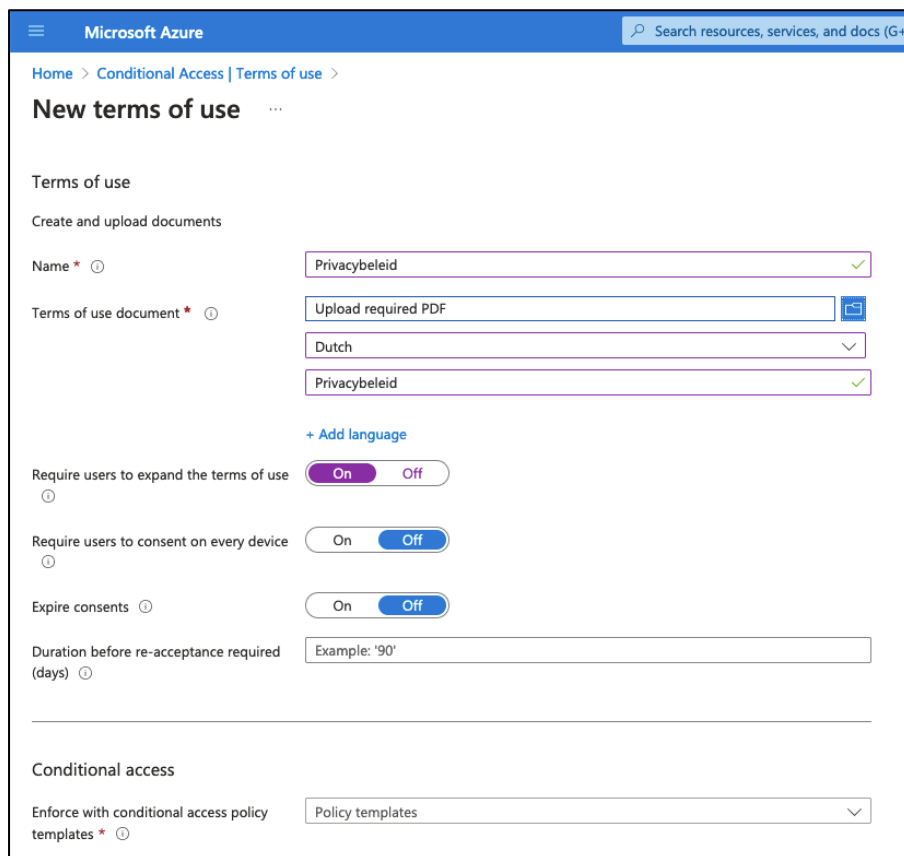 Microsoft Azure
Search resources, services, and docs (G+
Home > Conditional Access | Terms of use >
New terms of use ...
Terms of use
Create and upload documents
Name *
Privacybeleid
Terms of use document *
Upload required PDF
Dutch
Privacybeleid
+ Add language
Require users to expand the terms of use
On Off
Require users to consent on every device
On Off
Expire consents
On Off
Duration before re-acceptance required
(days)
Example: '90'
Conditional access
Enforce with conditional access policy
templates *
Policy templates